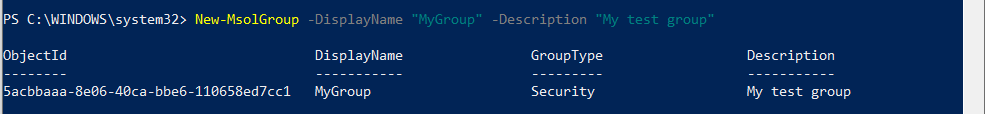 PS C:\WINDOWS\system32> New-MsolGroup -DisplayName "MyGroup" -Description "My test group"
ObjectId DisplayName GroupType Description
-------- ----------- --------- -----------
5acbbaaa-8e06-40ca-bbe6-110658ed7cc1 MyGroup Security My test group